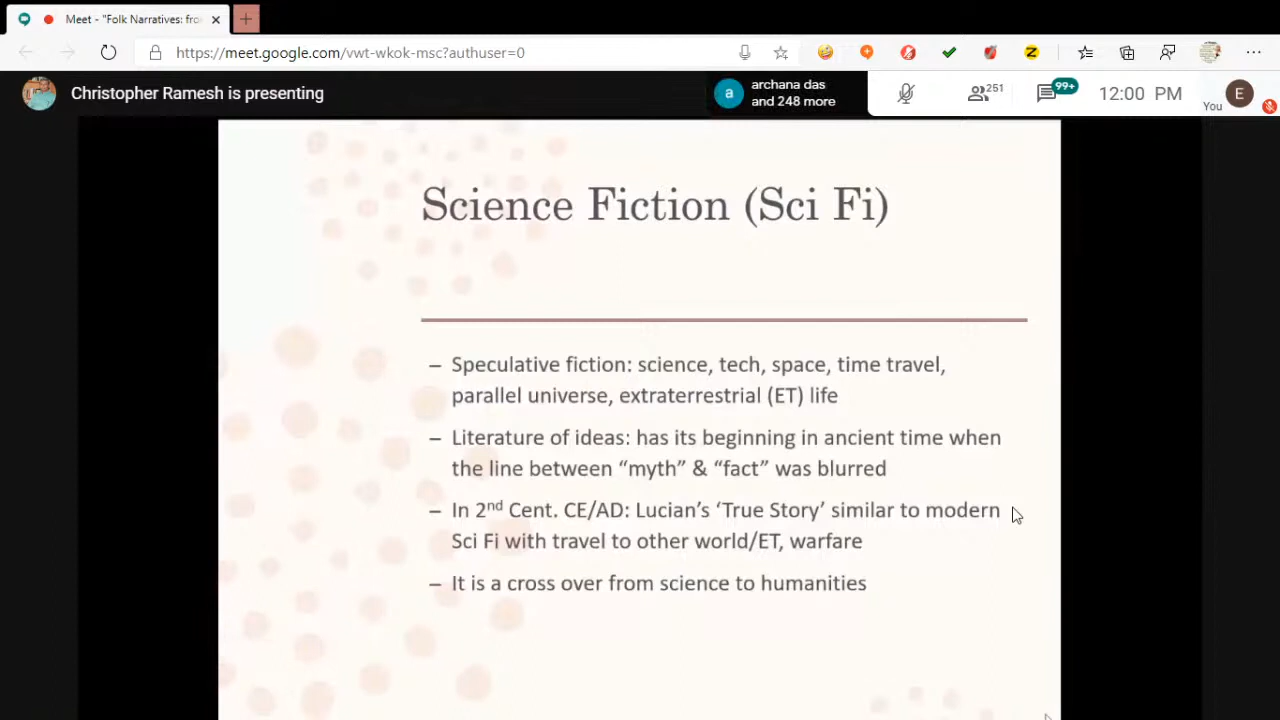 Meet - "Folk Narratives: fro
https://meet.google.com/vwt-wkok-msc?authuser=0
Christopher Ramesh is presenting
a
archana das
and 248 more
251
99+
12:00 PM
You
E
Science Fiction (Sci Fi)
– Speculative fiction: science, tech, space, time travel,
parallel universe, extraterrestrial (ET) life
– Literature of ideas: has its beginning in ancient time when
the line between “myth” & “fact” was blurred
– In 2nd Cent. CE/AD: Lucian’s ‘True Story’ similar to modern
Sci Fi with travel to other world/ET, warfare
– It is a cross over from science to humanities